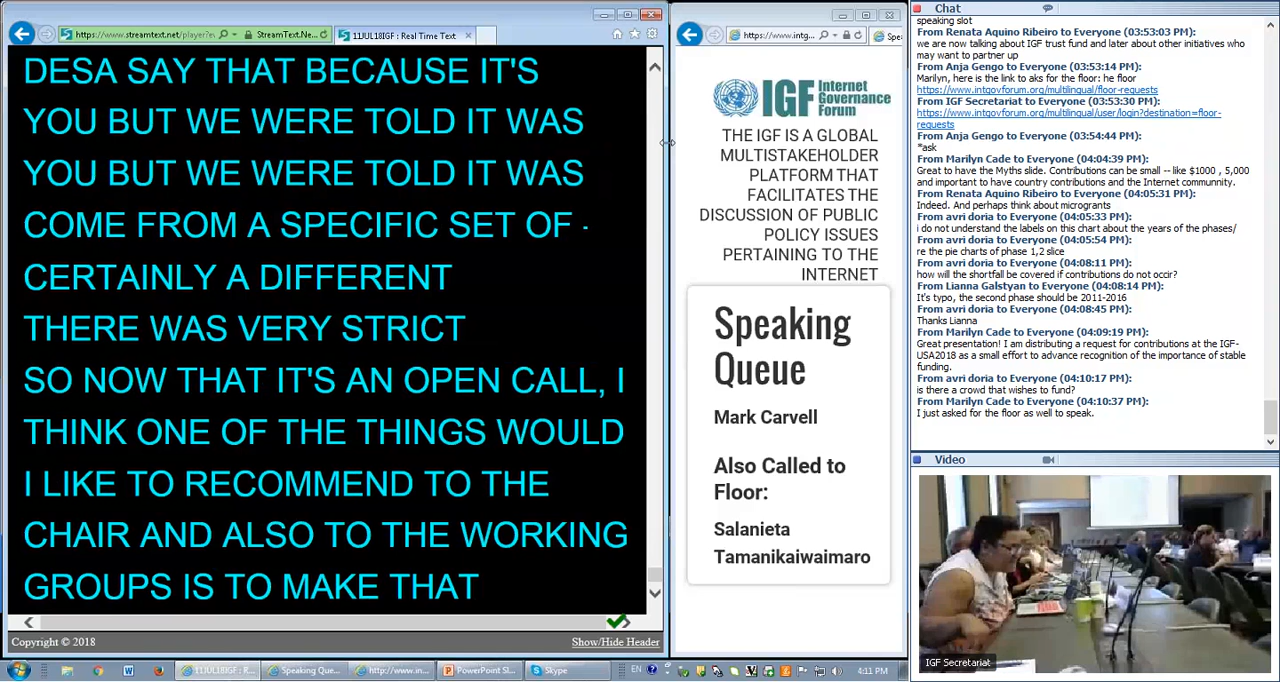 https://www.streamtext.net/player?e
StreamText.Ne...
11JUL18IGF : Real Time Text
DESA SAY THAT BECAUSE IT'S
YOU BUT WE WERE TOLD IT WAS
YOU BUT WE WERE TOLD IT WAS
COME FROM A SPECIFIC SET OF -
CERTAINLY A DIFFERENT
THERE WAS VERY STRICT
SO NOW THAT IT'S AN OPEN CALL, I
THINK ONE OF THE THINGS WOULD
I LIKE TO RECOMMEND TO THE
CHAIR AND ALSO TO THE WORKING
GROUPS IS TO MAKE THAT
Copyright © 2018
Show/Hide Header
https://www.intg...
Spea
IGF Internet
Governance
Forum
THE IGF IS A GLOBAL
MULTISTAKEHOLDER
PLATFORM THAT
FACILITATES THE
DISCUSSION OF PUBLIC
POLICY ISSUES
PERTAINING TO THE
INTERNET
Speaking
Queue
Mark Carvell
Also Called to
Floor:
Salanieta
Tamanikaiwaimaro
Chat
speaking slot
From Renata Aquino Ribeiro to Everyone (03:53:03 PM):
we are now talking about IGF trust fund and later about other initiatives who
may want to partner up
From Anja Gengo to Everyone (03:53:14 PM):
Marilyn, here is the link to aks for the floor: he floor
https://www.intgovforum.org/multilingual/floor-requests
From IGF Secretariat to Everyone (03:53:30 PM):
https://www.intgovforum.org/multilingual/user/login?destination=floor-
requests
From Anja Gengo to Everyone (03:54:44 PM):
*ask
From Marilyn Cade to Everyone (04:04:39 PM):
Great to have the Myths slide. Contributions can be small -- like $1000 , 5,000
and important to have country contributions and the Internet community.
From Renata Aquino Ribeiro to Everyone (04:05:31 PM):
Indeed. And perhaps think about microgrants
From avri doria to Everyone (04:05:33 PM):
i do not understand the labels on this chart about the years of the phases/
From avri doria to Everyone (04:05:54 PM):
re the pie charts of phase 1,2 slice
From avri doria to Everyone (04:08:11 PM):
how will the shortfall be covered if contributions do not occir?
From Lianna Galstyan to Everyone (04:08:14 PM):
It's typo, the second phase should be 2011-2016
From avri doria to Everyone (04:08:45 PM):
Thanks Lianna
From Marilyn Cade to Everyone (04:09:19 PM):
Great presentation! I am distributing a request for contributions at the IGF-
USA2018 as a small effort to advance recognition of the importance of stable
funding.
From avri doria to Everyone (04:10:17 PM):
is there a crowd that wishes to fund?
From Marilyn Cade to Everyone (04:10:37 PM):
I just asked for the floor as well to speak.
Video
IGF Secretariat
11JUL18IGF : R...
Speaking Que...
http://www.in...
PowerPoint Sl...
Skype
EN
4:11 PM